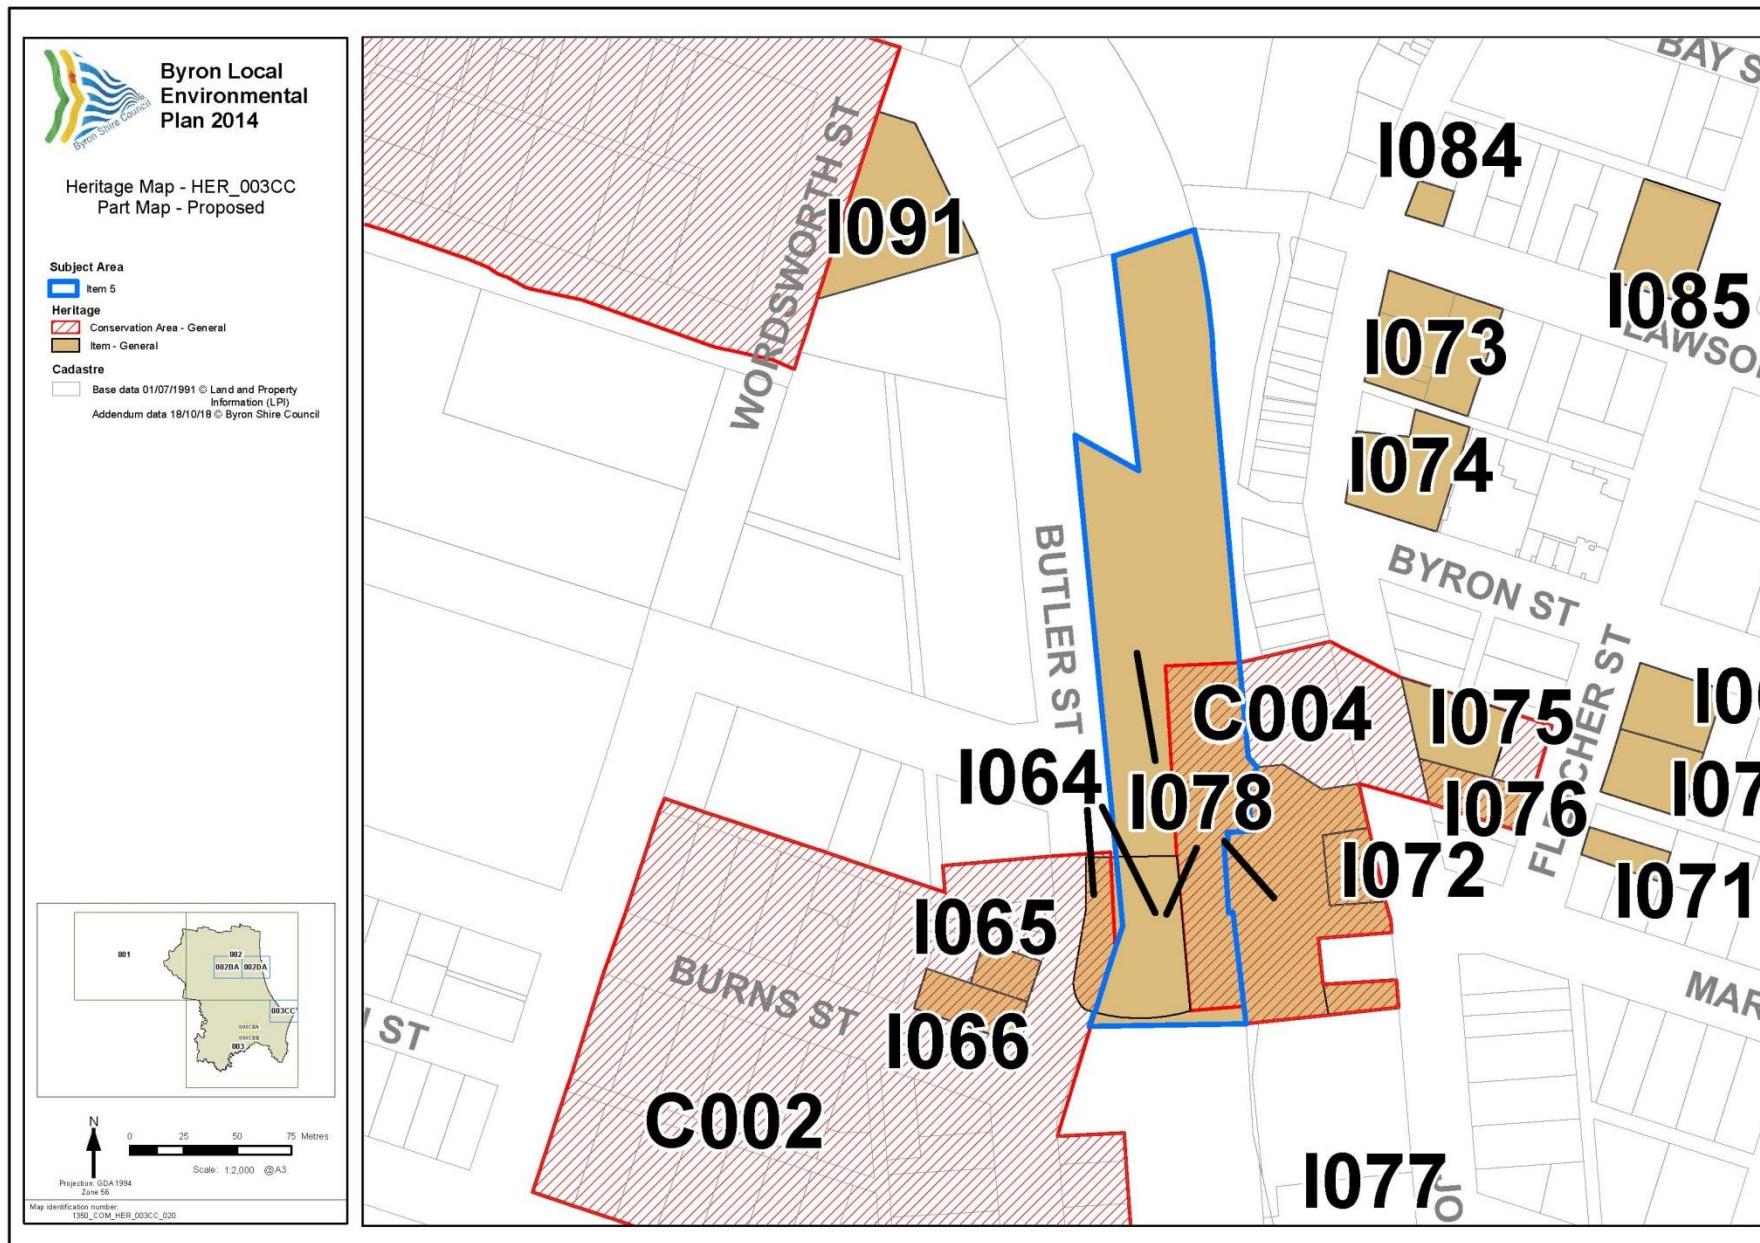 Byron Local
Environmental
Plan 2014
Byron Shire Council
Heritage Map - HER_003CC
Part Map - Proposed
Subject Area
Item 5
Heritage
Conservation Area - General
Item - General
Cadastre
Base data 01/07/1991 © Land and Property
Information (LPI)
Addendum data 18/10/18 © Byron Shire Council
001
002
002BA
002DA
003CC
003
N
0 25 50 75 Metres
Scale: 1:2,000 @A3
Projection: GDA 1994
Zone 56
Map identification number:
1350_COM_HER_003CC_020
BAY S
I084
WORDSWORTH ST
I091
I085
LAWSO
I073
I074
BUTLER ST
BYRON ST
FLETCHER ST
C004
I075
I06
I064
I078
I076
I07
I072
I071
I065
BURNS ST
MAR
ST
I066
C002
I077
JO